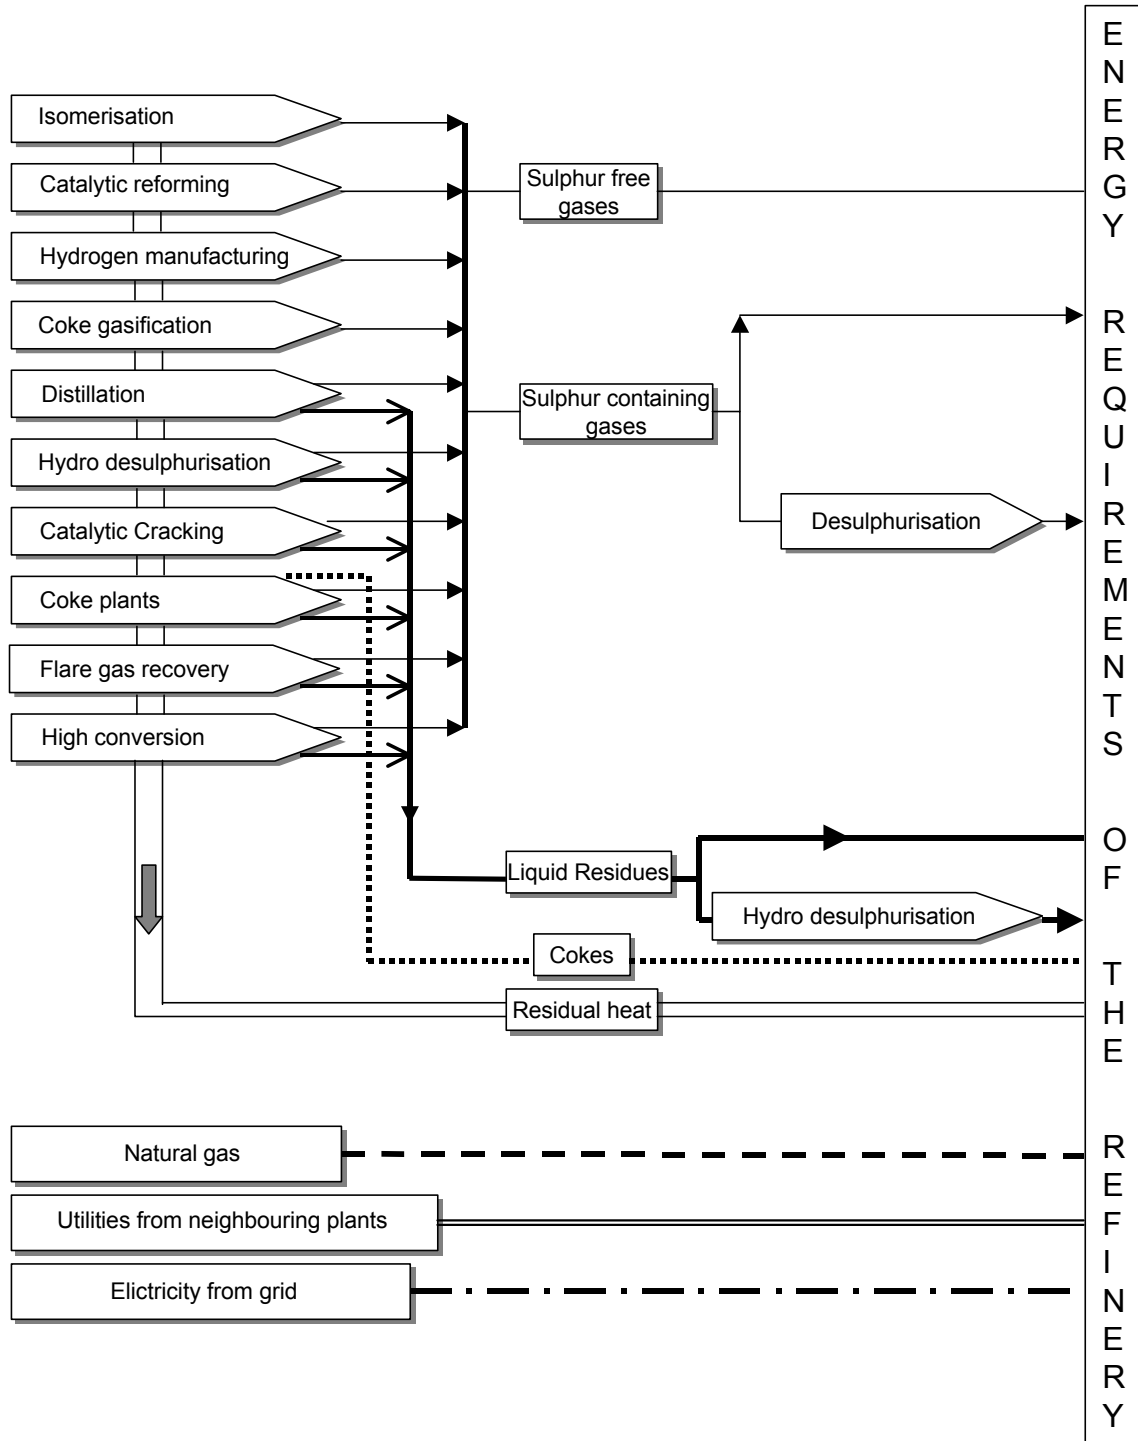 Isomerisation
Catalytic reforming
Hydrogen manufacturing
Coke gasification
Distillation
Hydro desulphurisation
Catalytic Cracking
Coke plants
Flare gas recovery
High conversion
Sulphur free
gases
Sulphur containing
gases
Desulphurisation
Liquid Residues
Hydro desulphurisation
Cokes
Residual heat
Natural gas
Utilities from neighbouring plants
Elictricity from grid
ENERGY REQUIREMENTS OF THE REFINERY